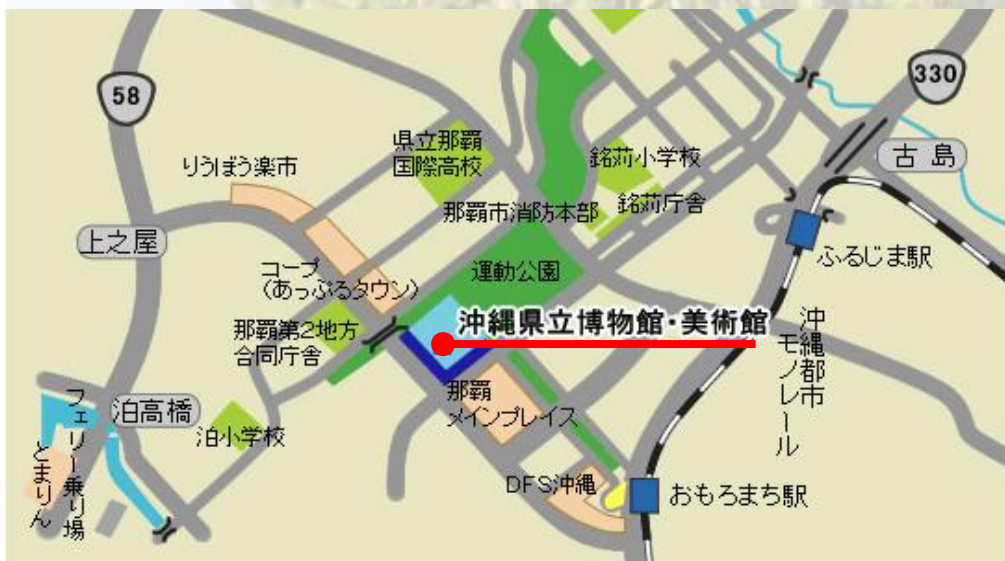 58
330
古島
県立那覇
国際高校
銘苅小学校
りうぼう楽市
那覇市消防本部
銘苅庁舎
上之屋
ふるじま駅
コープ
(あっぷるタウン)
運動公園
沖縄県立博物館・美術館
那覇第2地方
合同庁舎
沖縄都市
モノレール
那覇
メインプレイス
泊高橋
泊小学校
フェリー乗り場
とまりん
DFS沖縄
おもろまち駅